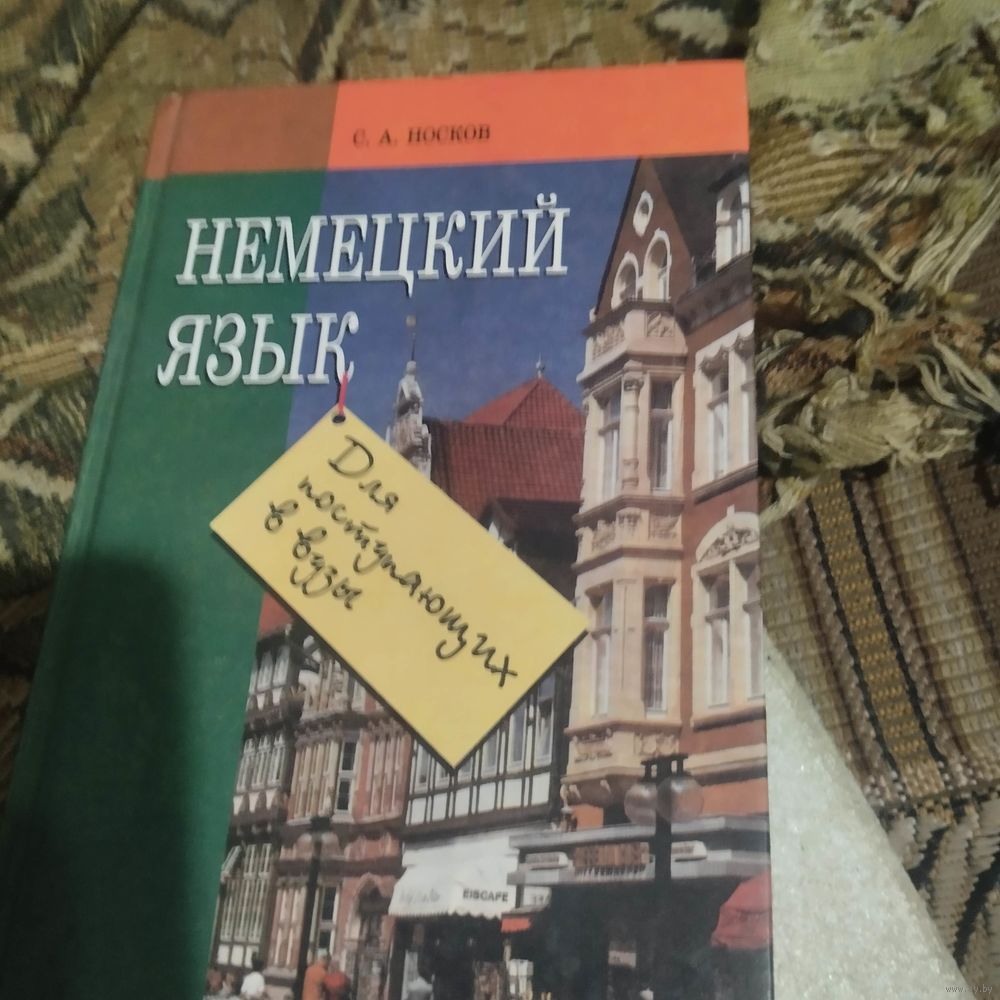 С. А. НОСКОВ
НЕМЕЦКИЙ
ЯЗЫК
Для
поступающих
в вузы
EISCAFE